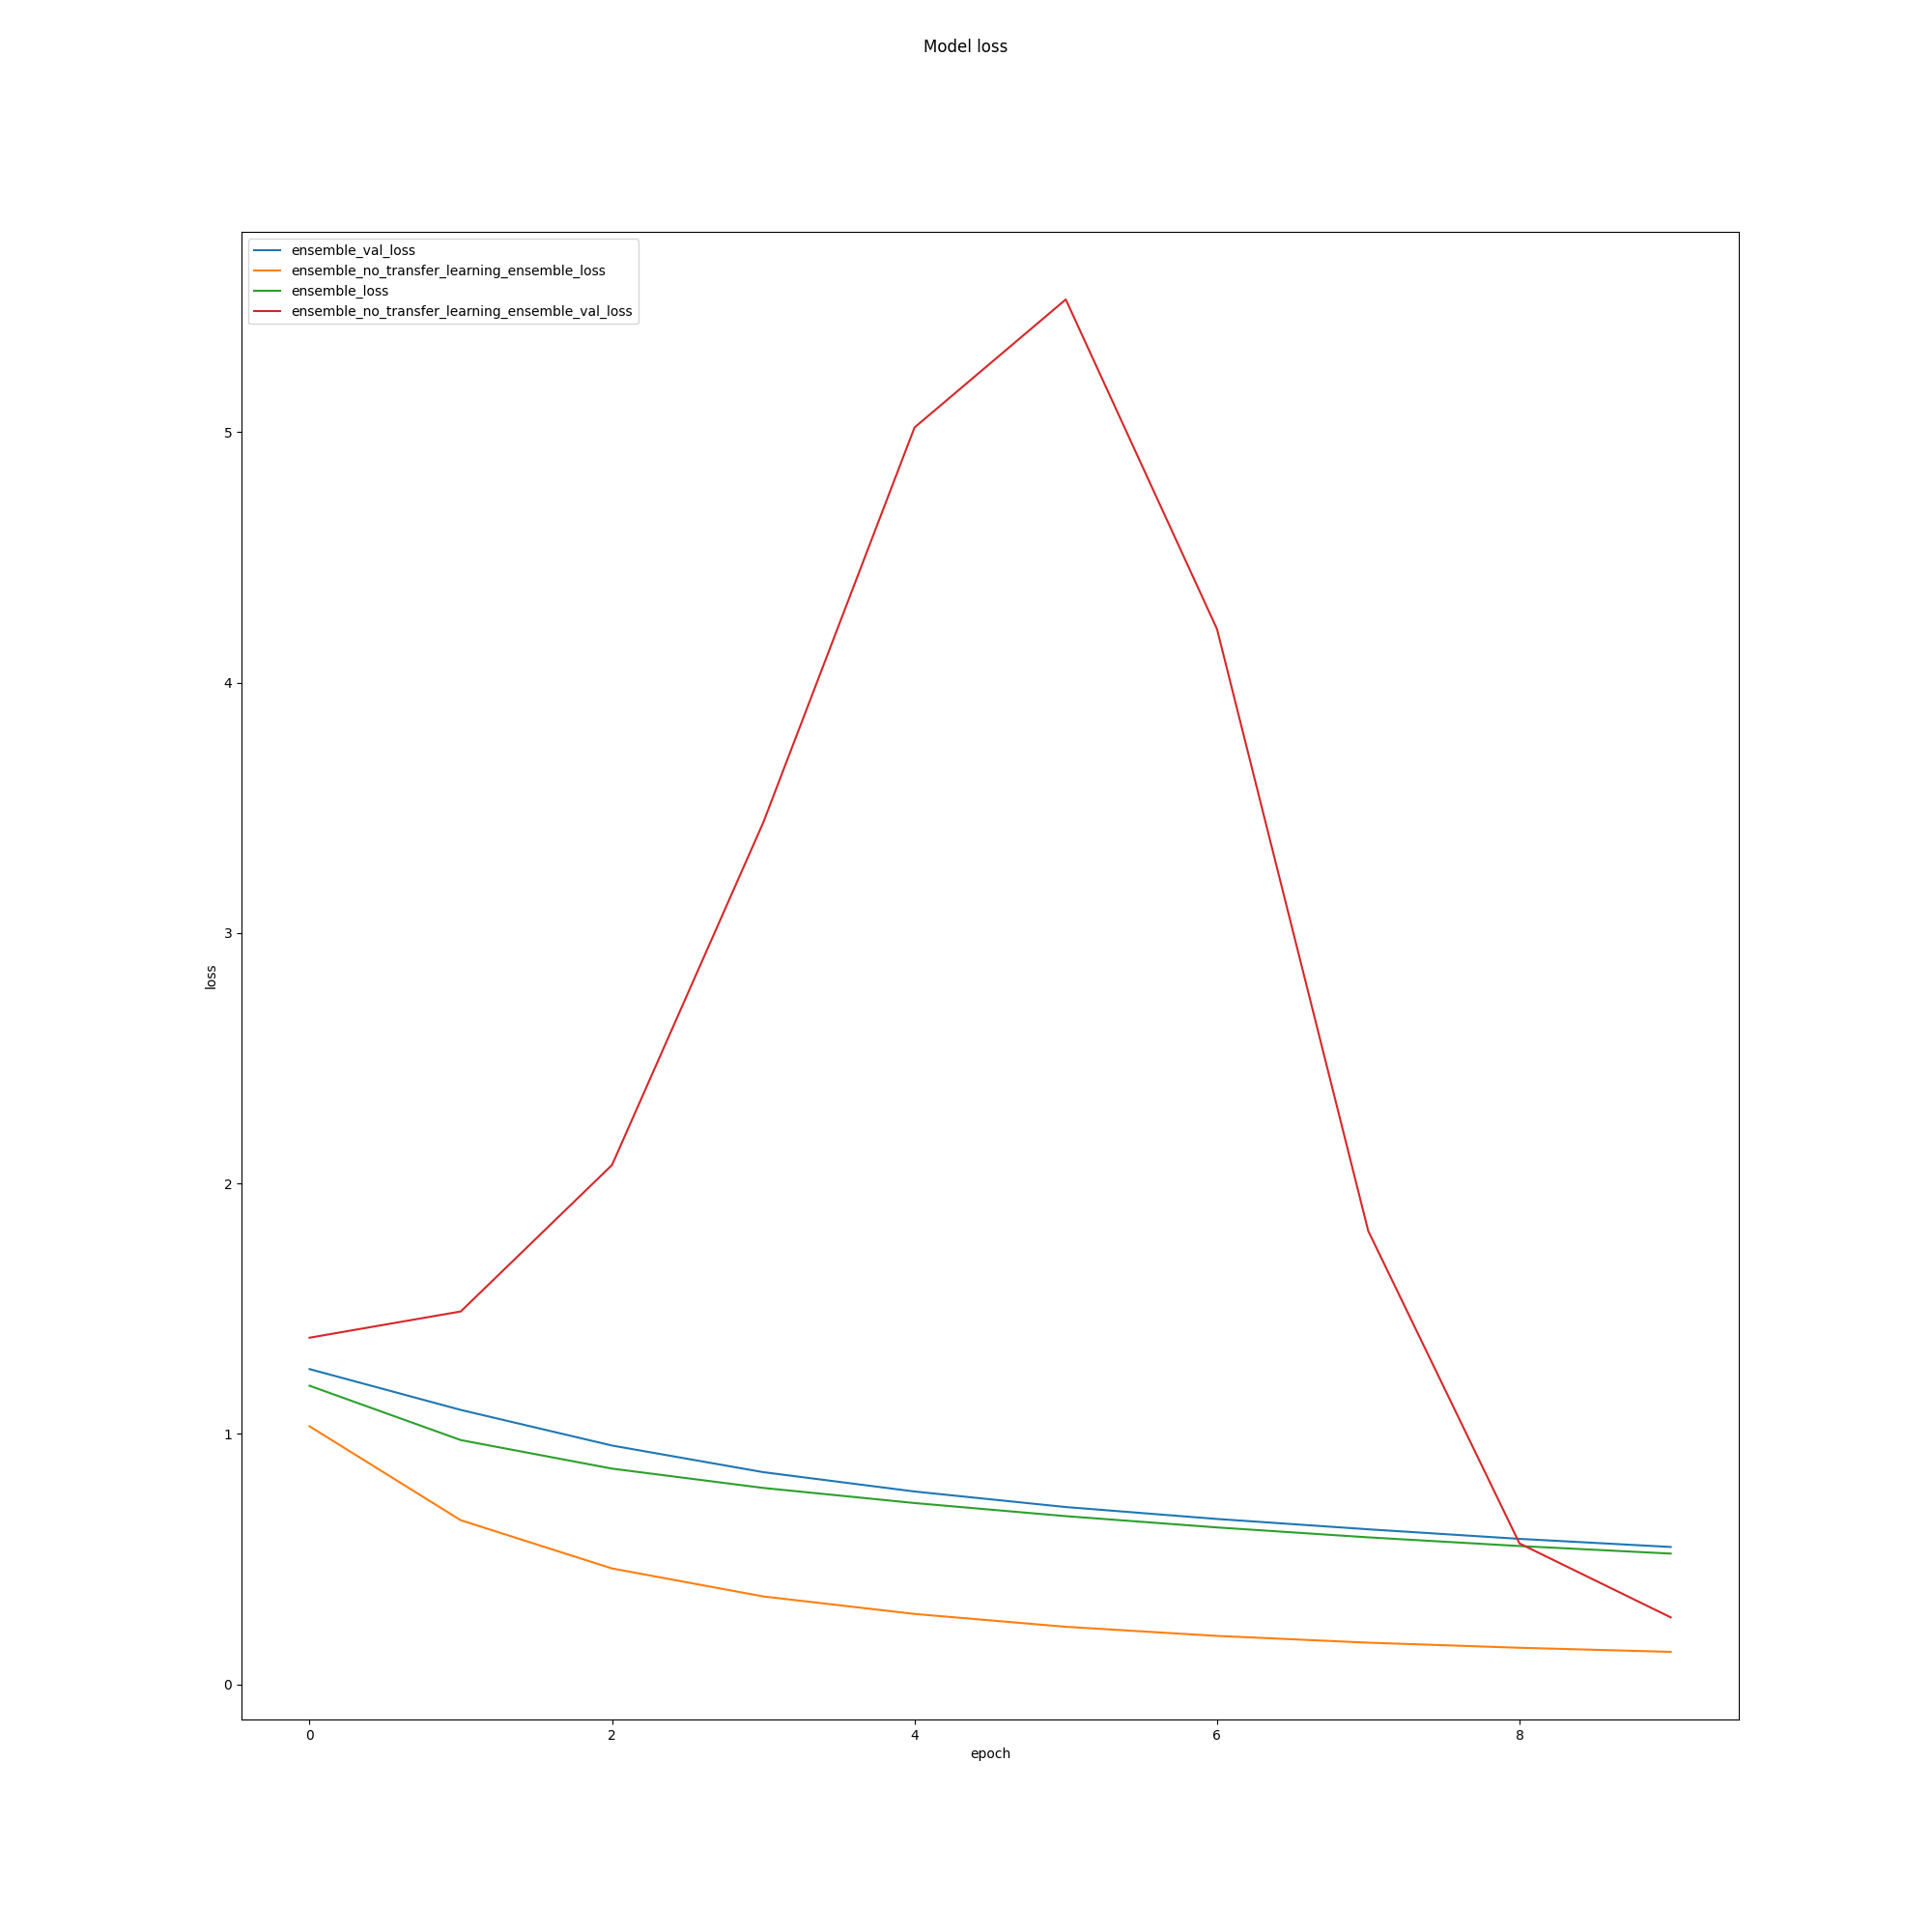 Model loss
ensemble_val_loss
ensemble_no_transfer_learning_ensemble_loss
ensemble_loss
ensemble_no_transfer_learning_ensemble_val_loss
5
4
3
2
1
0
loss
0 2 4 6 8
epoch